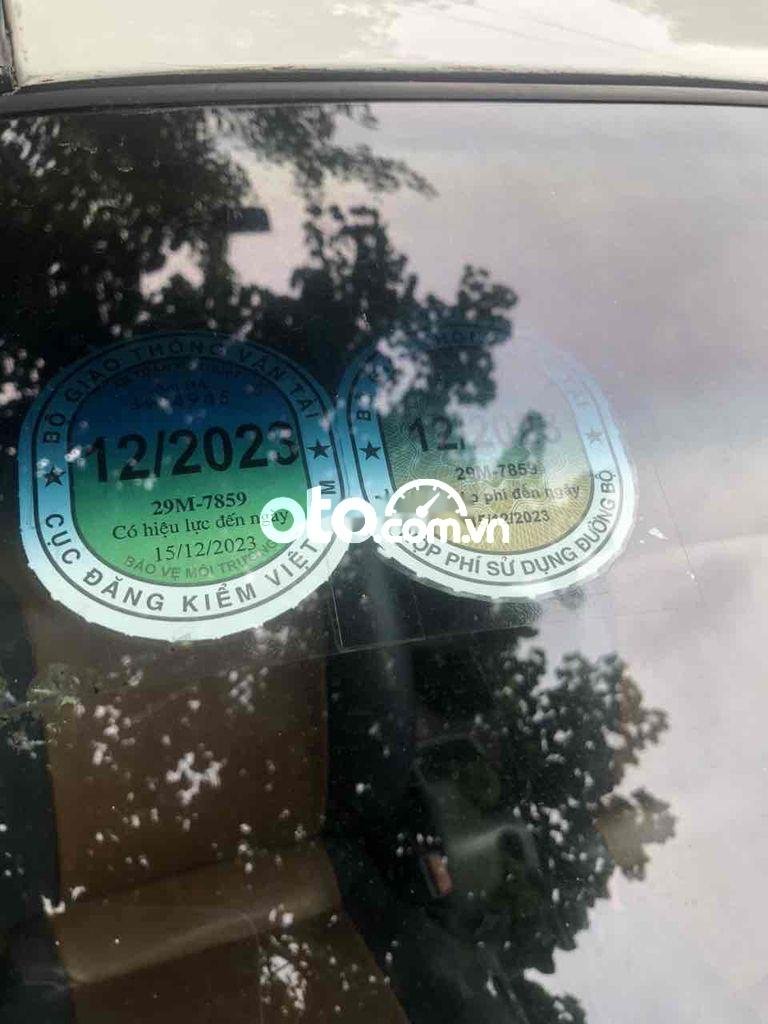 BỘ GIAO THÔNG VẬN TẢI
12/2023
29M-7859
Có hiệu lực đến ngày
15/12/2023
BẢO VỆ MÔI TRƯỜNG
CỤC ĐĂNG KIỂM VIỆT
12/2023
29M-7859
phí đến ngày
15/12/2023
PHÍ SỬ DỤNG ĐƯỜNG BỘ
oto.com.vn